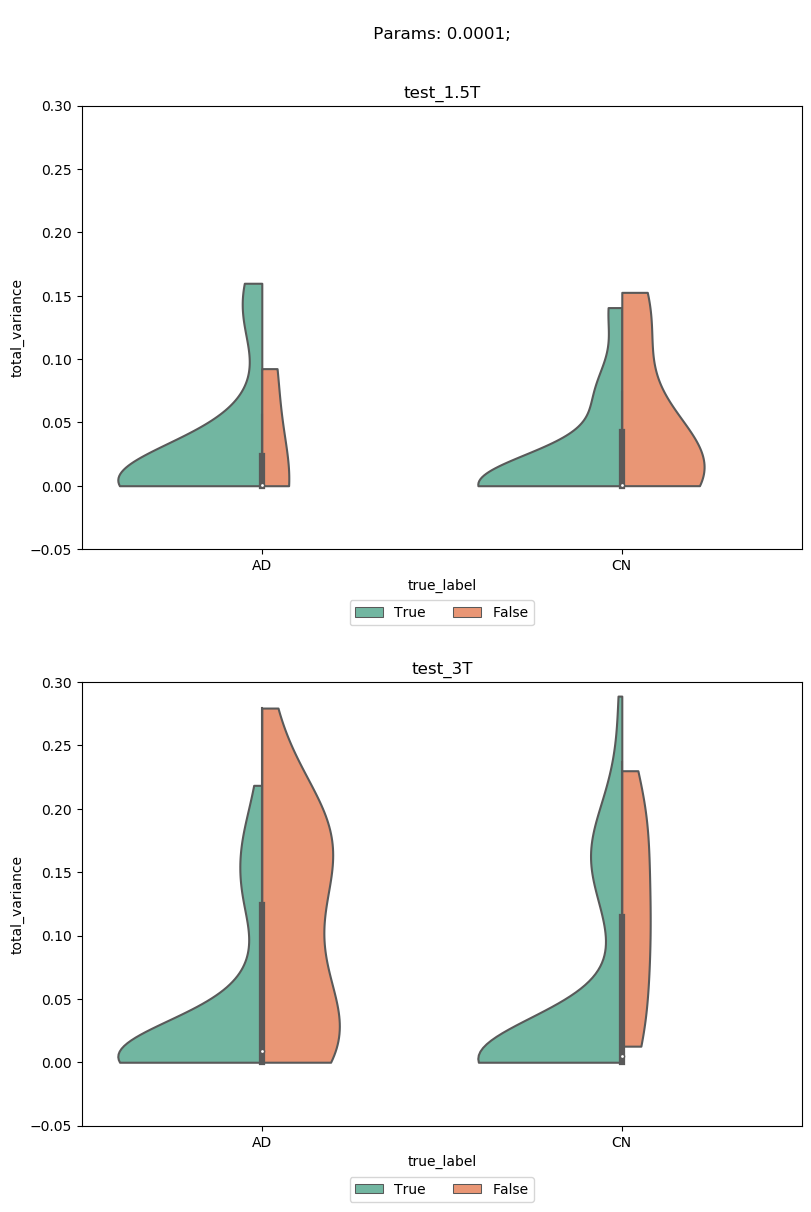 Params: 0.0001;
test_1.5T
0.30
0.25
0.20
0.15
0.10
0.05
0.00
−0.05
total_variance
AD CN
true_label
True False
test_3T
0.30
0.25
0.20
0.15
0.10
0.05
0.00
−0.05
total_variance
AD CN
true_label
True False